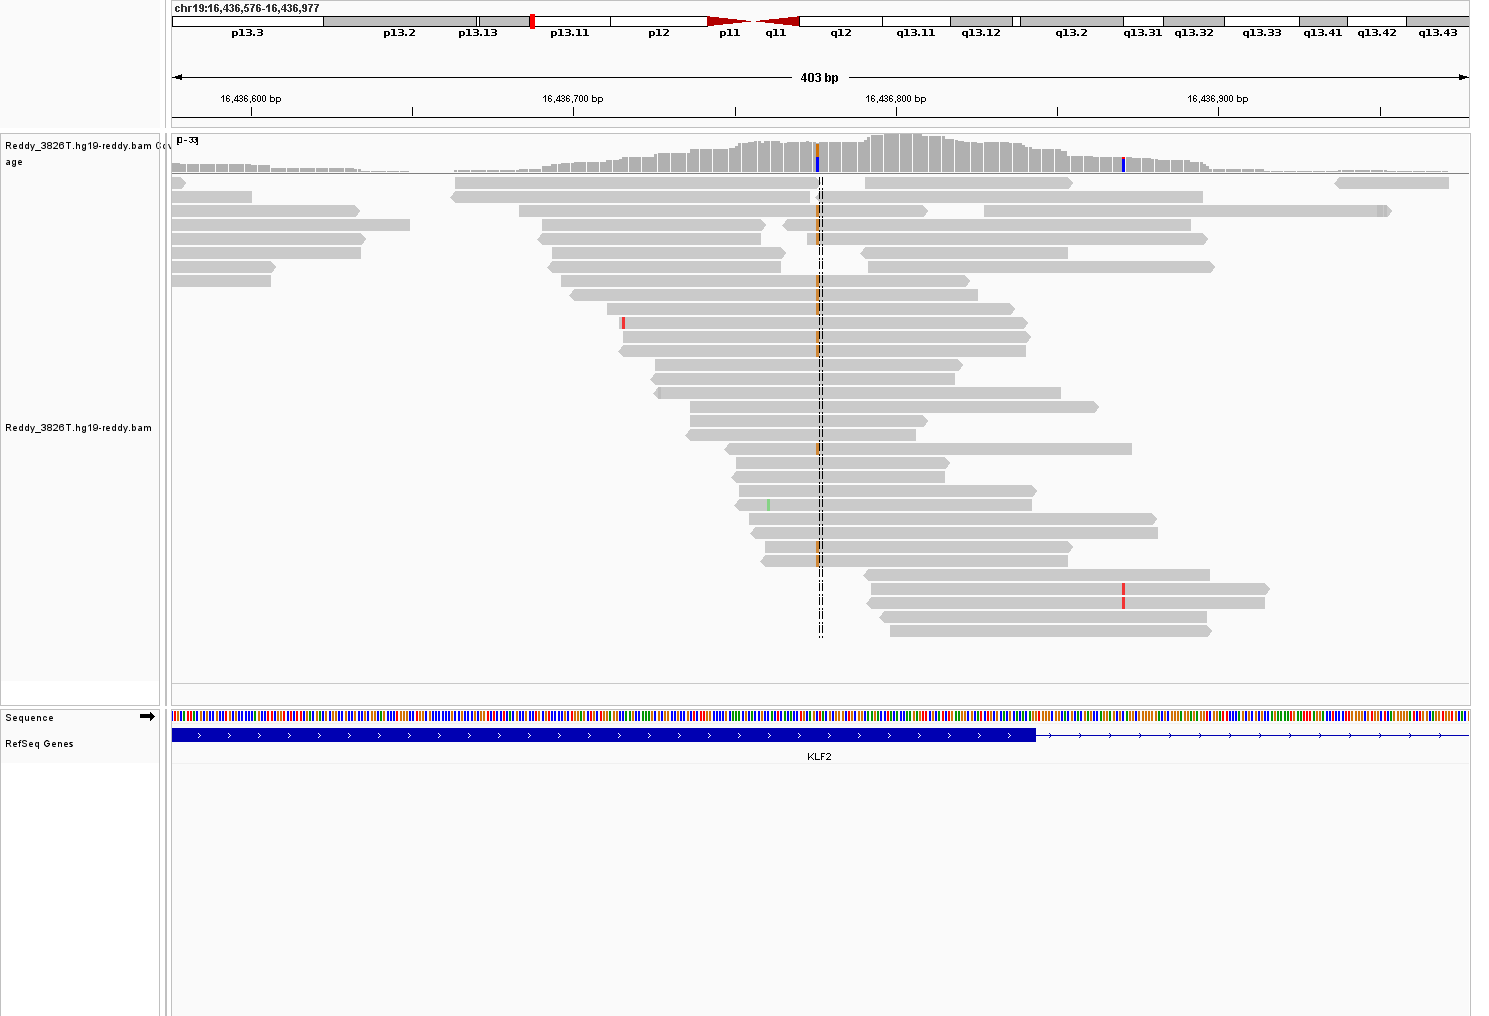 chr19:16,436,576-16,436,977
p13.3 p13.2 p13.13 p13.11 p12 p11 q11 q12 q13.11 q13.12 q13.2 q13.31 q13.32 q13.33 q13.41 q13.42 q13.43
403 bp
16,436,600 bp 16,436,700 bp 16,436,800 bp 16,436,900 bp
[0 - 33]
Reddy_3826T.hg19-reddy.bam Cov
age
Reddy_3826T.hg19-reddy.bam
Sequence
RefSeq Genes
KLF2